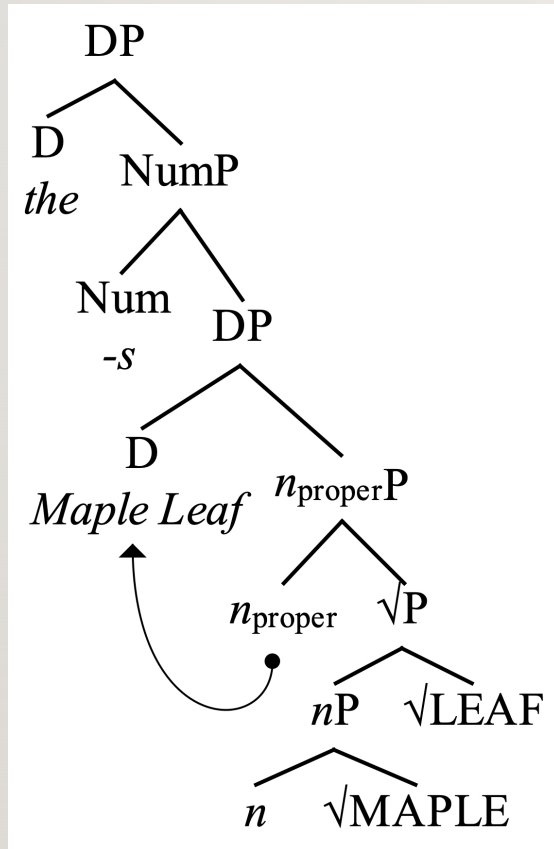 DP
D NumP
the
Num DP
-s
D nproperP
Maple Leaf
nproper √P
nP √LEAF
n √MAPLE